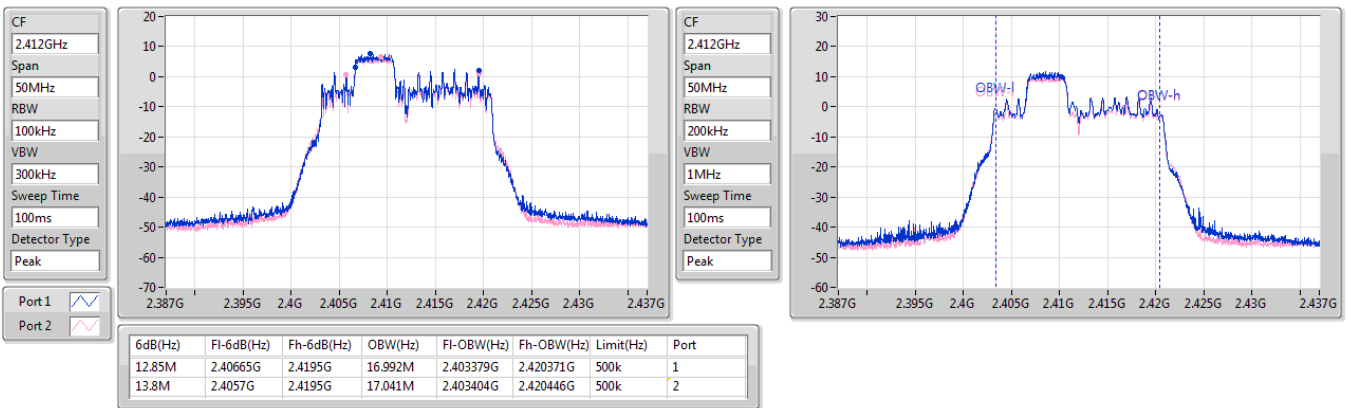 CF
2.412GHz
Span
50MHz
RBW
100kHz
VBW
300kHz
Sweep Time
100ms
Detector Type
Peak
Port 1
Port 2
20
10
0
-10
-20
-30
-40
-50
-60
-70
2.387G 2.395G 2.4G 2.405G 2.41G 2.415G 2.42G 2.425G 2.43G 2.437G
CF
2.412GHz
Span
50MHz
RBW
200kHz
VBW
1MHz
Sweep Time
100ms
Detector Type
Peak
30
20
10
0
-10
-20
-30
-40
-50
-60
OBW-l
OBW-h
2.387G 2.395G 2.4G 2.405G 2.41G 2.415G 2.42G 2.425G 2.43G 2.437G
6dB(Hz) Fl-6dB(Hz) Fh-6dB(Hz) OBW(Hz) Fl-OBW(Hz) Fh-OBW(Hz) Limit(Hz) Port
12.85M 2.40665G 2.4195G 16.992M 2.403379G 2.420371G 500k 1
13.8M 2.4057G 2.4195G 17.041M 2.403404G 2.420446G 500k 2